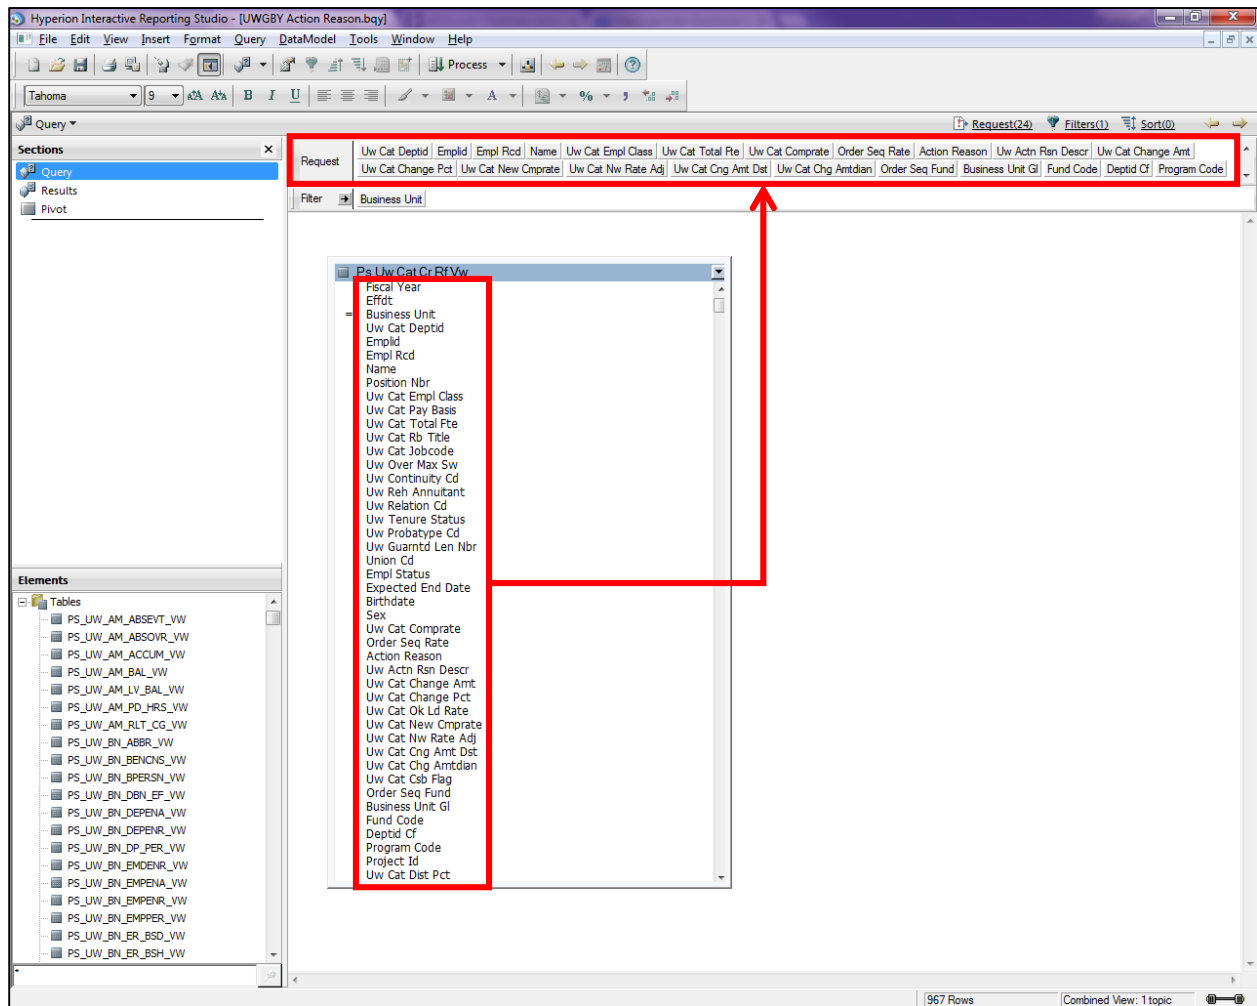 Hyperion Interactive Reporting Studio - [UWGBY Action Reason.bqy]
File Edit View Insert Format Query DataModel Tools Window Help
Process
Tahoma 9 B I U A %
Query Request(24) Filters(1) Sort(0)
Sections
Query
Results
Pivot
Request
Uw Cat Deptid Emplid Empl Rcd Name Uw Cat Empl Class Uw Cat Total Fte Uw Cat Comprate Order Seq Rate Action Reason Uw Actn Rsn Descr Uw Cat Change Amt
Uw Cat Change Pct Uw Cat New Cmprate Uw Cat Nw Rate Adj Uw Cat Cng Amt Dst Uw Cat Chg Amtdian Order Seq Fund Business Unit Gl Fund Code Deptid Cf Program Code
Filter Business Unit
Ps Uw Cat Cr Rf Vw
Fiscal Year
Effdt
= Business Unit
Uw Cat Deptid
Emplid
Empl Rcd
Name
Position Nbr
Uw Cat Empl Class
Uw Cat Pay Basis
Uw Cat Total Fte
Uw Cat Rb Title
Uw Cat Jobcode
Uw Over Max Sw
Uw Continuity Cd
Uw Reh Annuitant
Uw Relation Cd
Uw Tenure Status
Uw Probatype Cd
Uw Guarntd Len Nbr
Union Cd
Empl Status
Expected End Date
Birthdate
Sex
Uw Cat Comprate
Order Seq Rate
Action Reason
Uw Actn Rsn Descr
Uw Cat Change Amt
Uw Cat Change Pct
Uw Cat Ok Ld Rate
Uw Cat New Cmprate
Uw Cat Nw Rate Adj
Uw Cat Cng Amt Dst
Uw Cat Chg Amtdian
Uw Cat Csb Flag
Order Seq Fund
Business Unit Gl
Fund Code
Deptid Cf
Program Code
Project Id
Uw Cat Dist Pct
Elements
Tables
PS_UW_AM_ABSEVT_VW
PS_UW_AM_ABSOVR_VW
PS_UW_AM_ACCUM_VW
PS_UW_AM_BAL_VW
PS_UW_AM_LV_BAL_VW
PS_UW_AM_PD_HRS_VW
PS_UW_AM_RLT_CG_VW
PS_UW_BN_ABBR_VW
PS_UW_BN_BENCNS_VW
PS_UW_BN_BPERSN_VW
PS_UW_BN_DBN_EF_VW
PS_UW_BN_DEPENA_VW
PS_UW_BN_DEPENR_VW
PS_UW_BN_DP_PER_VW
PS_UW_BN_EMDENR_VW
PS_UW_BN_EMPENA_VW
PS_UW_BN_EMPENR_VW
PS_UW_BN_EMPPER_VW
PS_UW_BN_ER_BSD_VW
PS_UW_BN_ER_BSH_VW
967 Rows Combined View: 1 topic